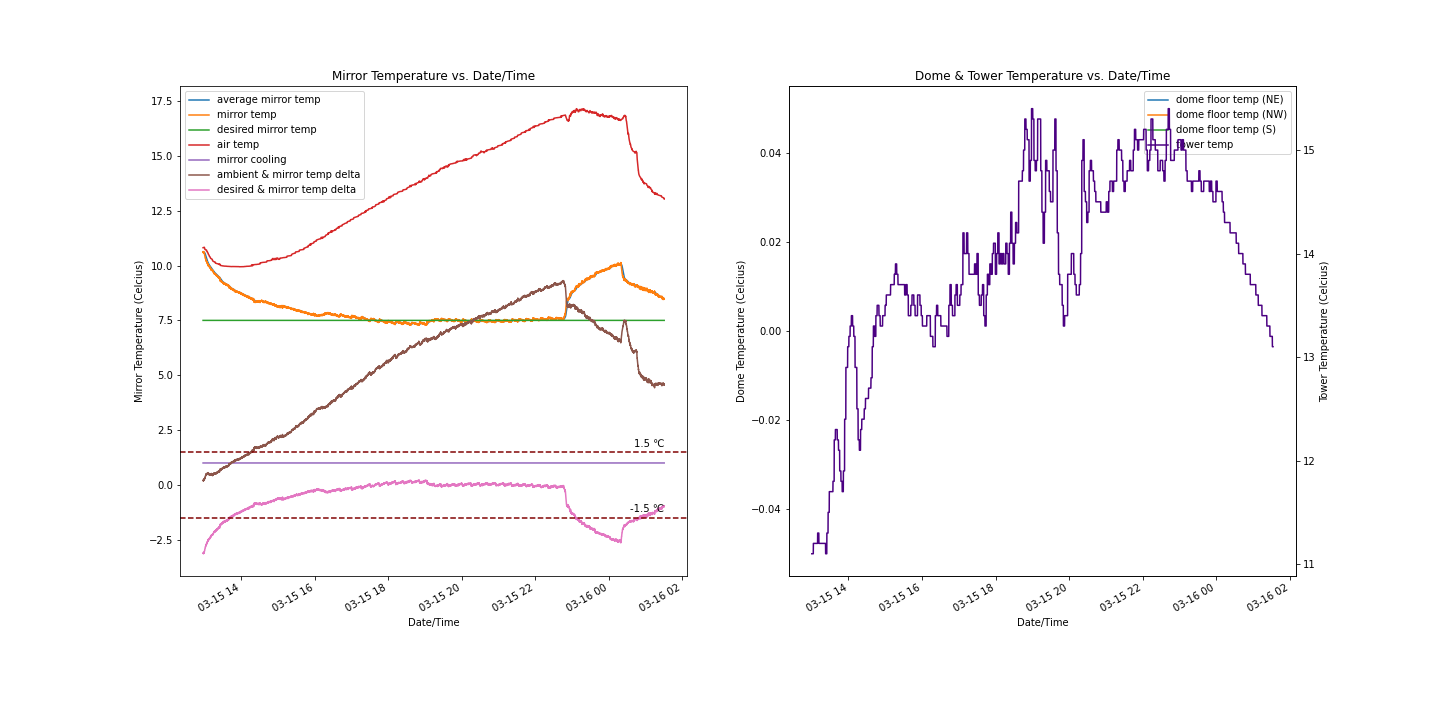 Mirror Temperature vs. Date/Time
average mirror temp
mirror temp
desired mirror temp
air temp
mirror cooling
ambient & mirror temp delta
desired & mirror temp delta
17.5
15.0
12.5
10.0
7.5
5.0
2.5
0.0
−2.5
Mirror Temperature (Celcius)
1.5 °C
-1.5 °C
03-15 14
03-15 16
03-15 18
03-15 20
03-15 22
03-16 00
03-16 02
Date/Time
Dome & Tower Temperature vs. Date/Time
dome floor temp (NE)
dome floor temp (NW)
dome floor temp (S)
tower temp
0.04
0.02
0.00
−0.02
−0.04
Dome Temperature (Celcius)
15
14
13
12
11
Tower Temperature (Celcius)
03-15 14
03-15 16
03-15 18
03-15 20
03-15 22
03-16 00
03-16 02
Date/Time